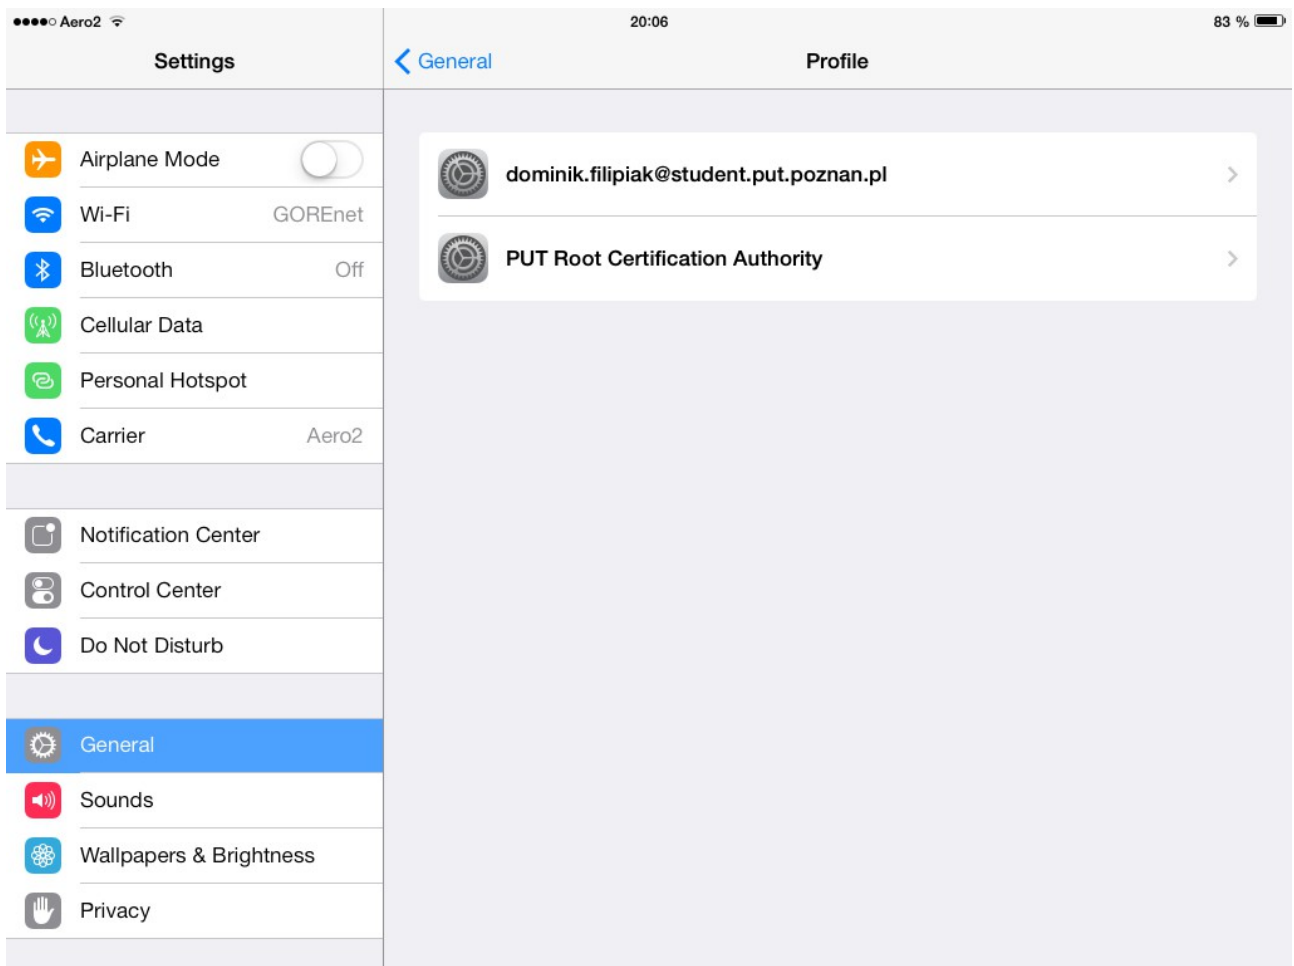 Aero2 20:06 83 %
Settings
General Profile
Airplane Mode
Wi-Fi GOREnet
Bluetooth Off
Cellular Data
Personal Hotspot
Carrier Aero2
Notification Center
Control Center
Do Not Disturb
General
Sounds
Wallpapers & Brightness
Privacy
dominik.filipiak@student.put.poznan.pl
PUT Root Certification Authority